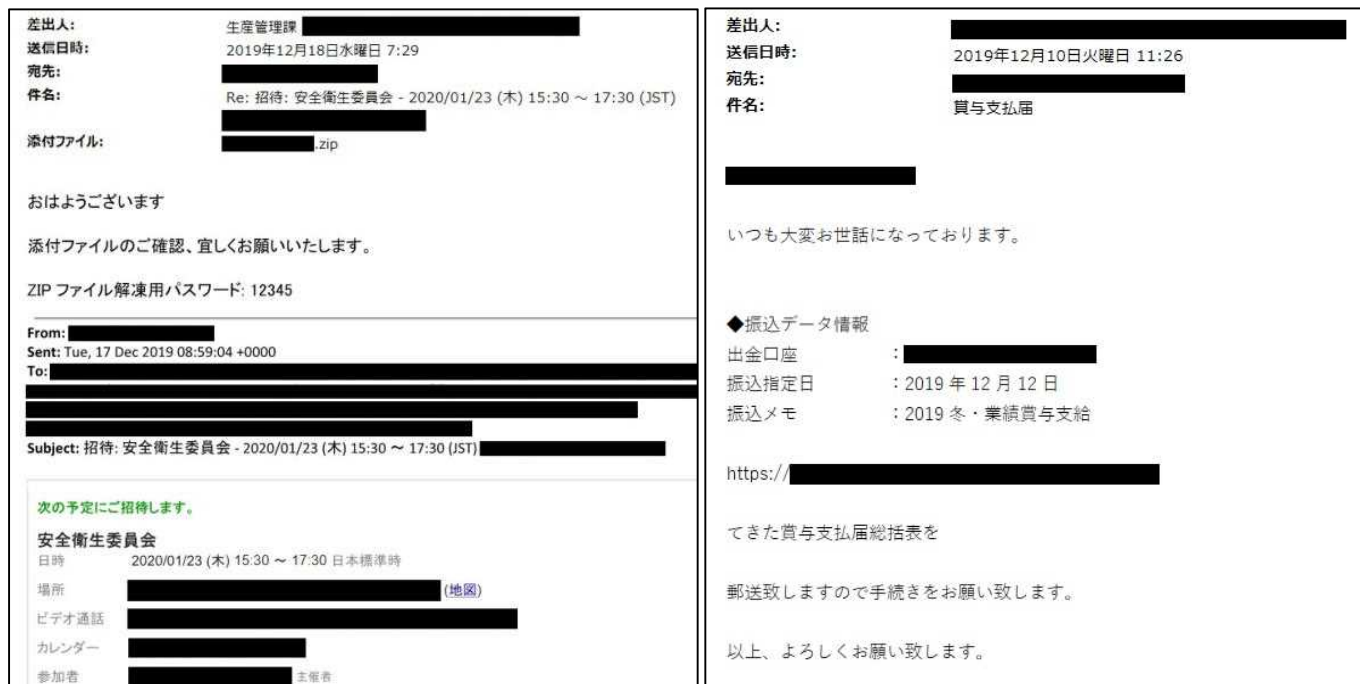 差出人: 生産管理課
送信日時: 2019年12月18日水曜日 7:29
宛先:
件名: Re: 招待: 安全衛生委員会 - 2020/01/23 (木) 15:30 ～ 17:30 (JST)
添付ファイル: .zip
おはようございます
添付ファイルのご確認、宜しくお願いいたします。
ZIP ファイル解凍用パスワード: 12345
From:
Sent: Tue, 17 Dec 2019 08:59:04 +0000
To:
Subject: 招待: 安全衛生委員会 - 2020/01/23 (木) 15:30 ～ 17:30 (JST)
次の予定にご招待します。
安全衛生委員会
日時 2020/01/23 (木) 15:30 ～ 17:30 日本標準時
場所 (地図)
ビデオ通話
カレンダー
参加者 主催者
差出人:
送信日時: 2019年12月10日火曜日 11:26
宛先:
件名: 賞与支払届
いつも大変お世話になっております。
◆振込データ情報
出金口座 :
振込指定日 : 2019 年 12 月 12 日
振込メモ : 2019 冬・業績賞与支給
https://
てきた賞与支払届総括表を
郵送致しますので手続きをお願い致します。
以上、よろしくお願い致します。